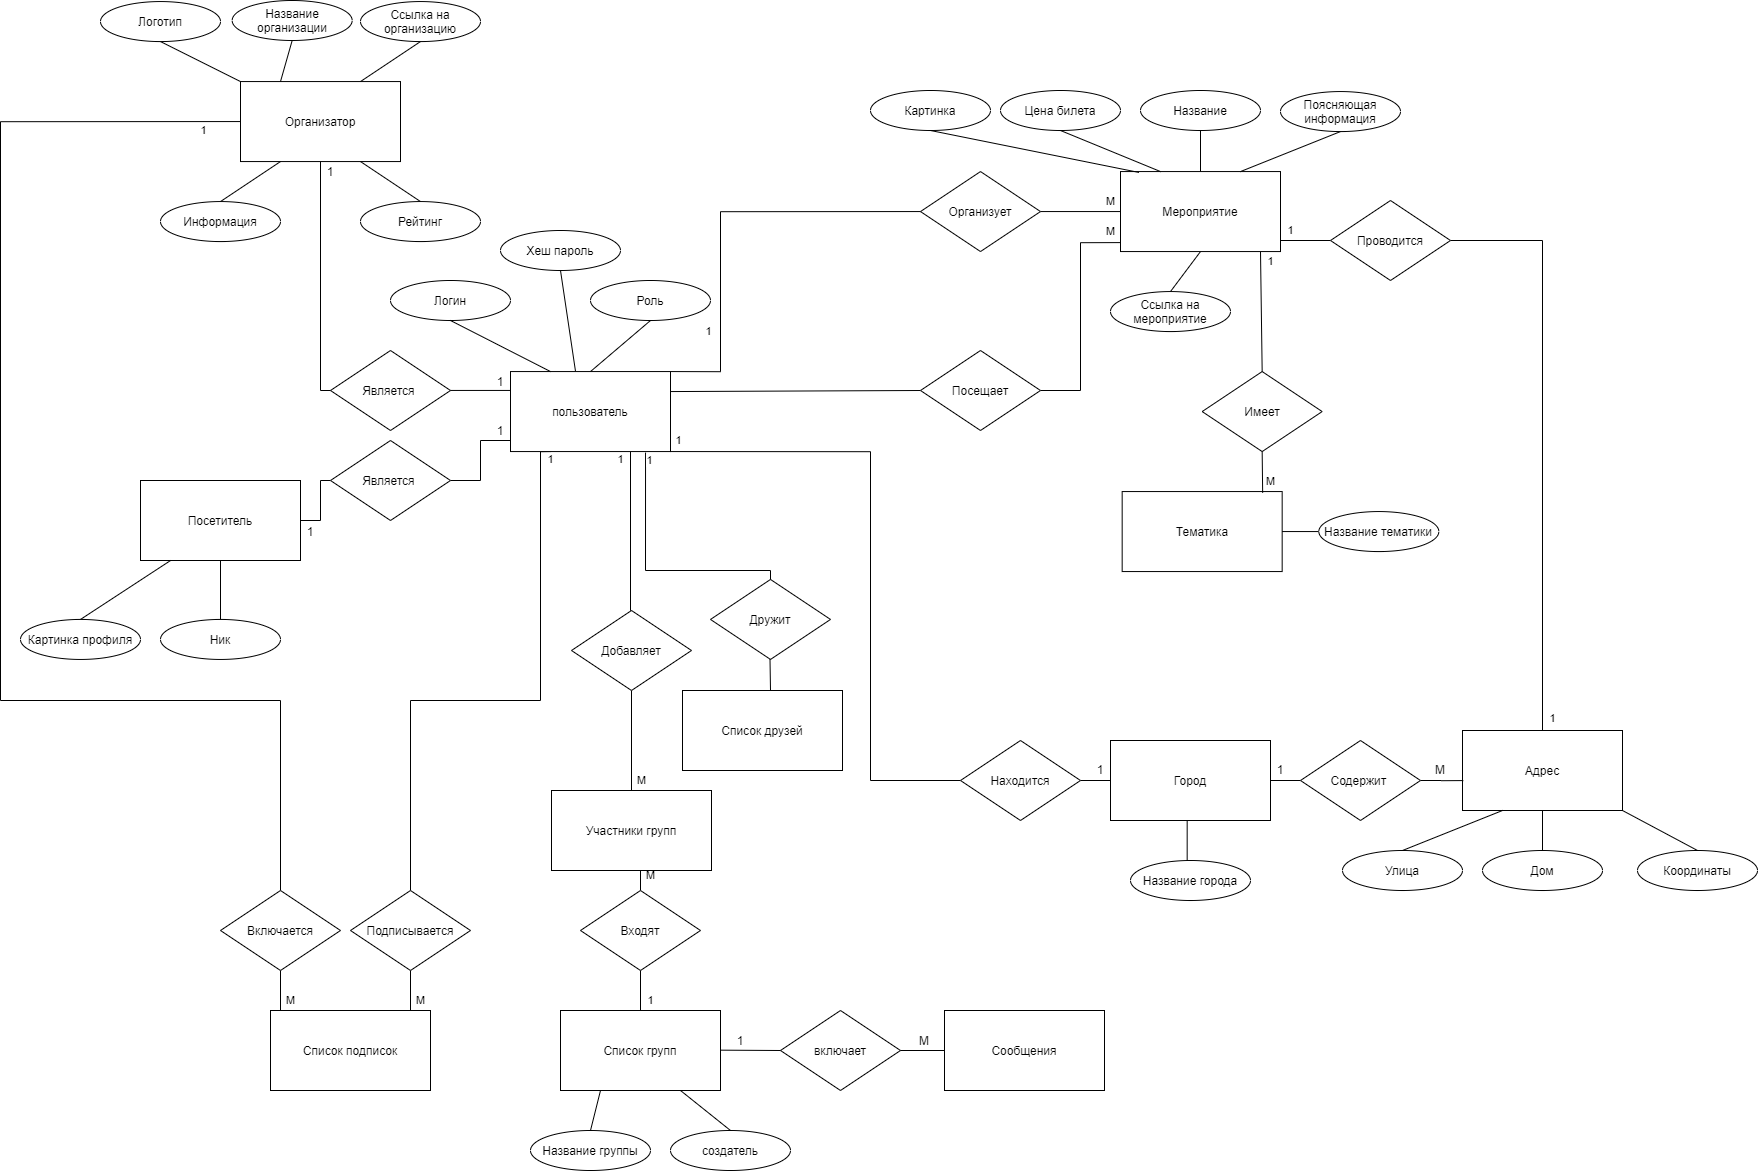 Логотип
Название
организации
Ссылка на
организацию
Организатор
1
1
Информация
Рейтинг
Картинка
Цена билета
Название
Поясняющая
информация
Организует
М
Мероприятие
М
1
Проводится
1
Ссылка на
мероприятие
Хеш пароль
Логин
Роль
1
Является
1
пользователь
Посещает
Имеет
1
1
Является
1
1
1
М
Посетитель
1
Тематика
Название тематики
Картинка профиля
Ник
Добавляет
Дружит
Список друзей
1
М
Находится
1
Город
1
Содержит
М
Адрес
Участники групп
М
Название города
Улица
Дом
Координаты
Включается
Подписывается
Входят
М
М
1
Список подписок
Список групп
1
включает
М
Сообщения
Название группы
создатель